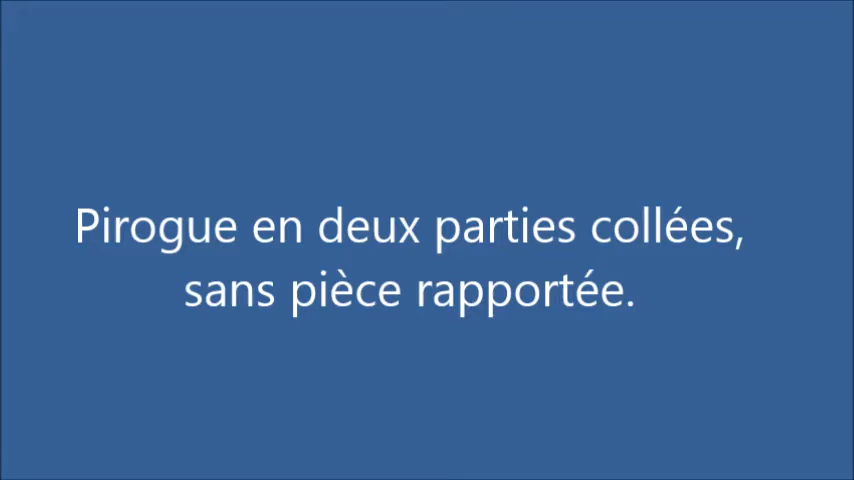 Pirogue en deux parties collées,
sans pièce rapportée.